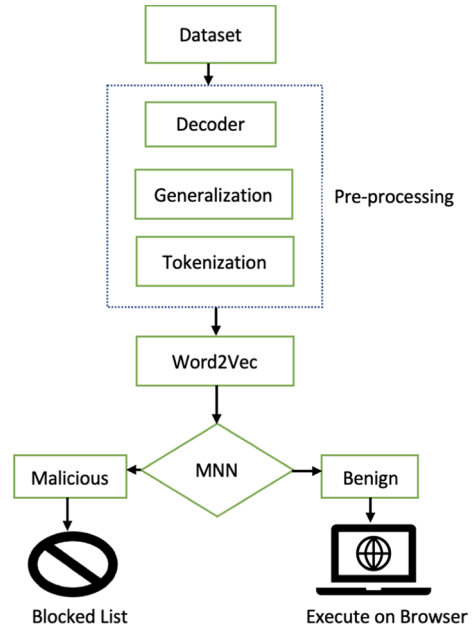 Dataset
Decoder
Generalization
Pre-processing
Tokenization
Word2Vec
MNN
Malicious
Benign
Blocked List
Execute on Browser